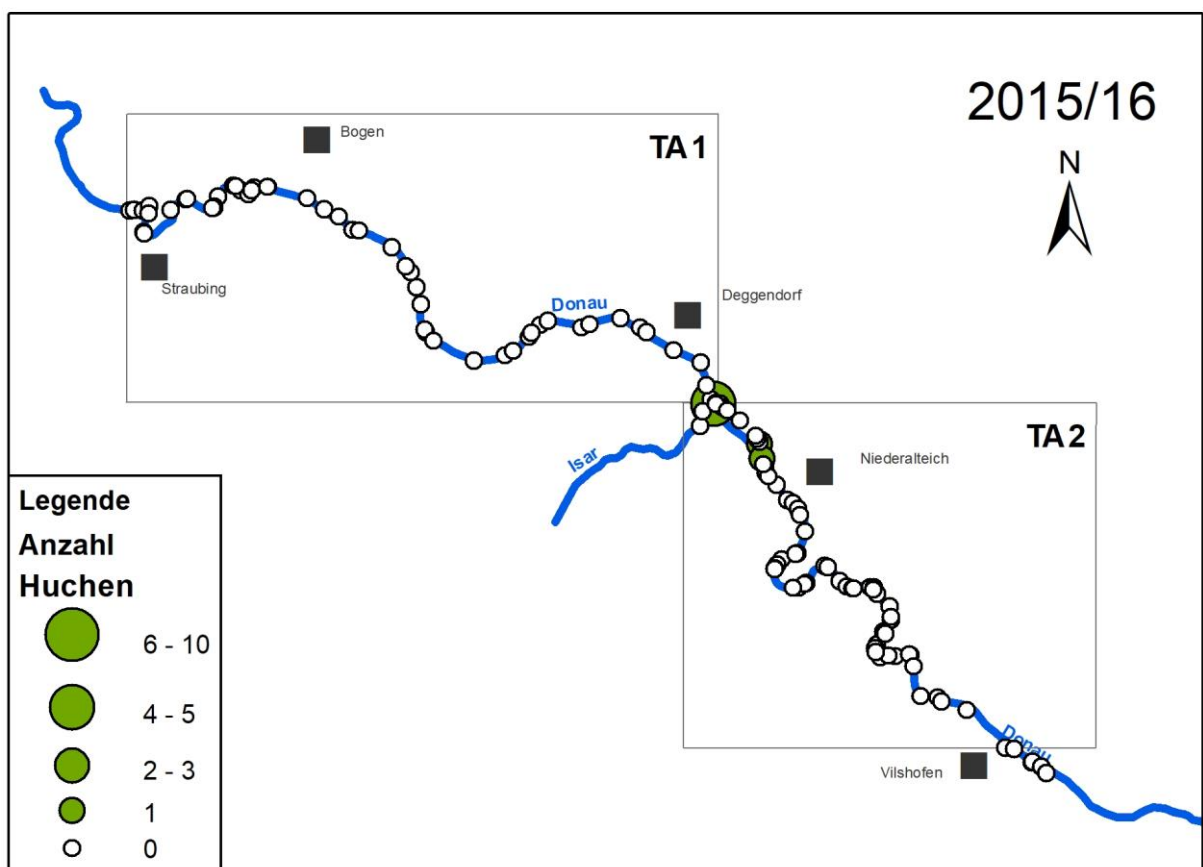 2015/16
N
Bogen
TA 1
Straubing
Donau
Deggendorf
TA 2
Isar
Niederalteich
Legende
Anzahl
Huchen
6 - 10
4 - 5
2 - 3
1
0
Donau
Vilshofen